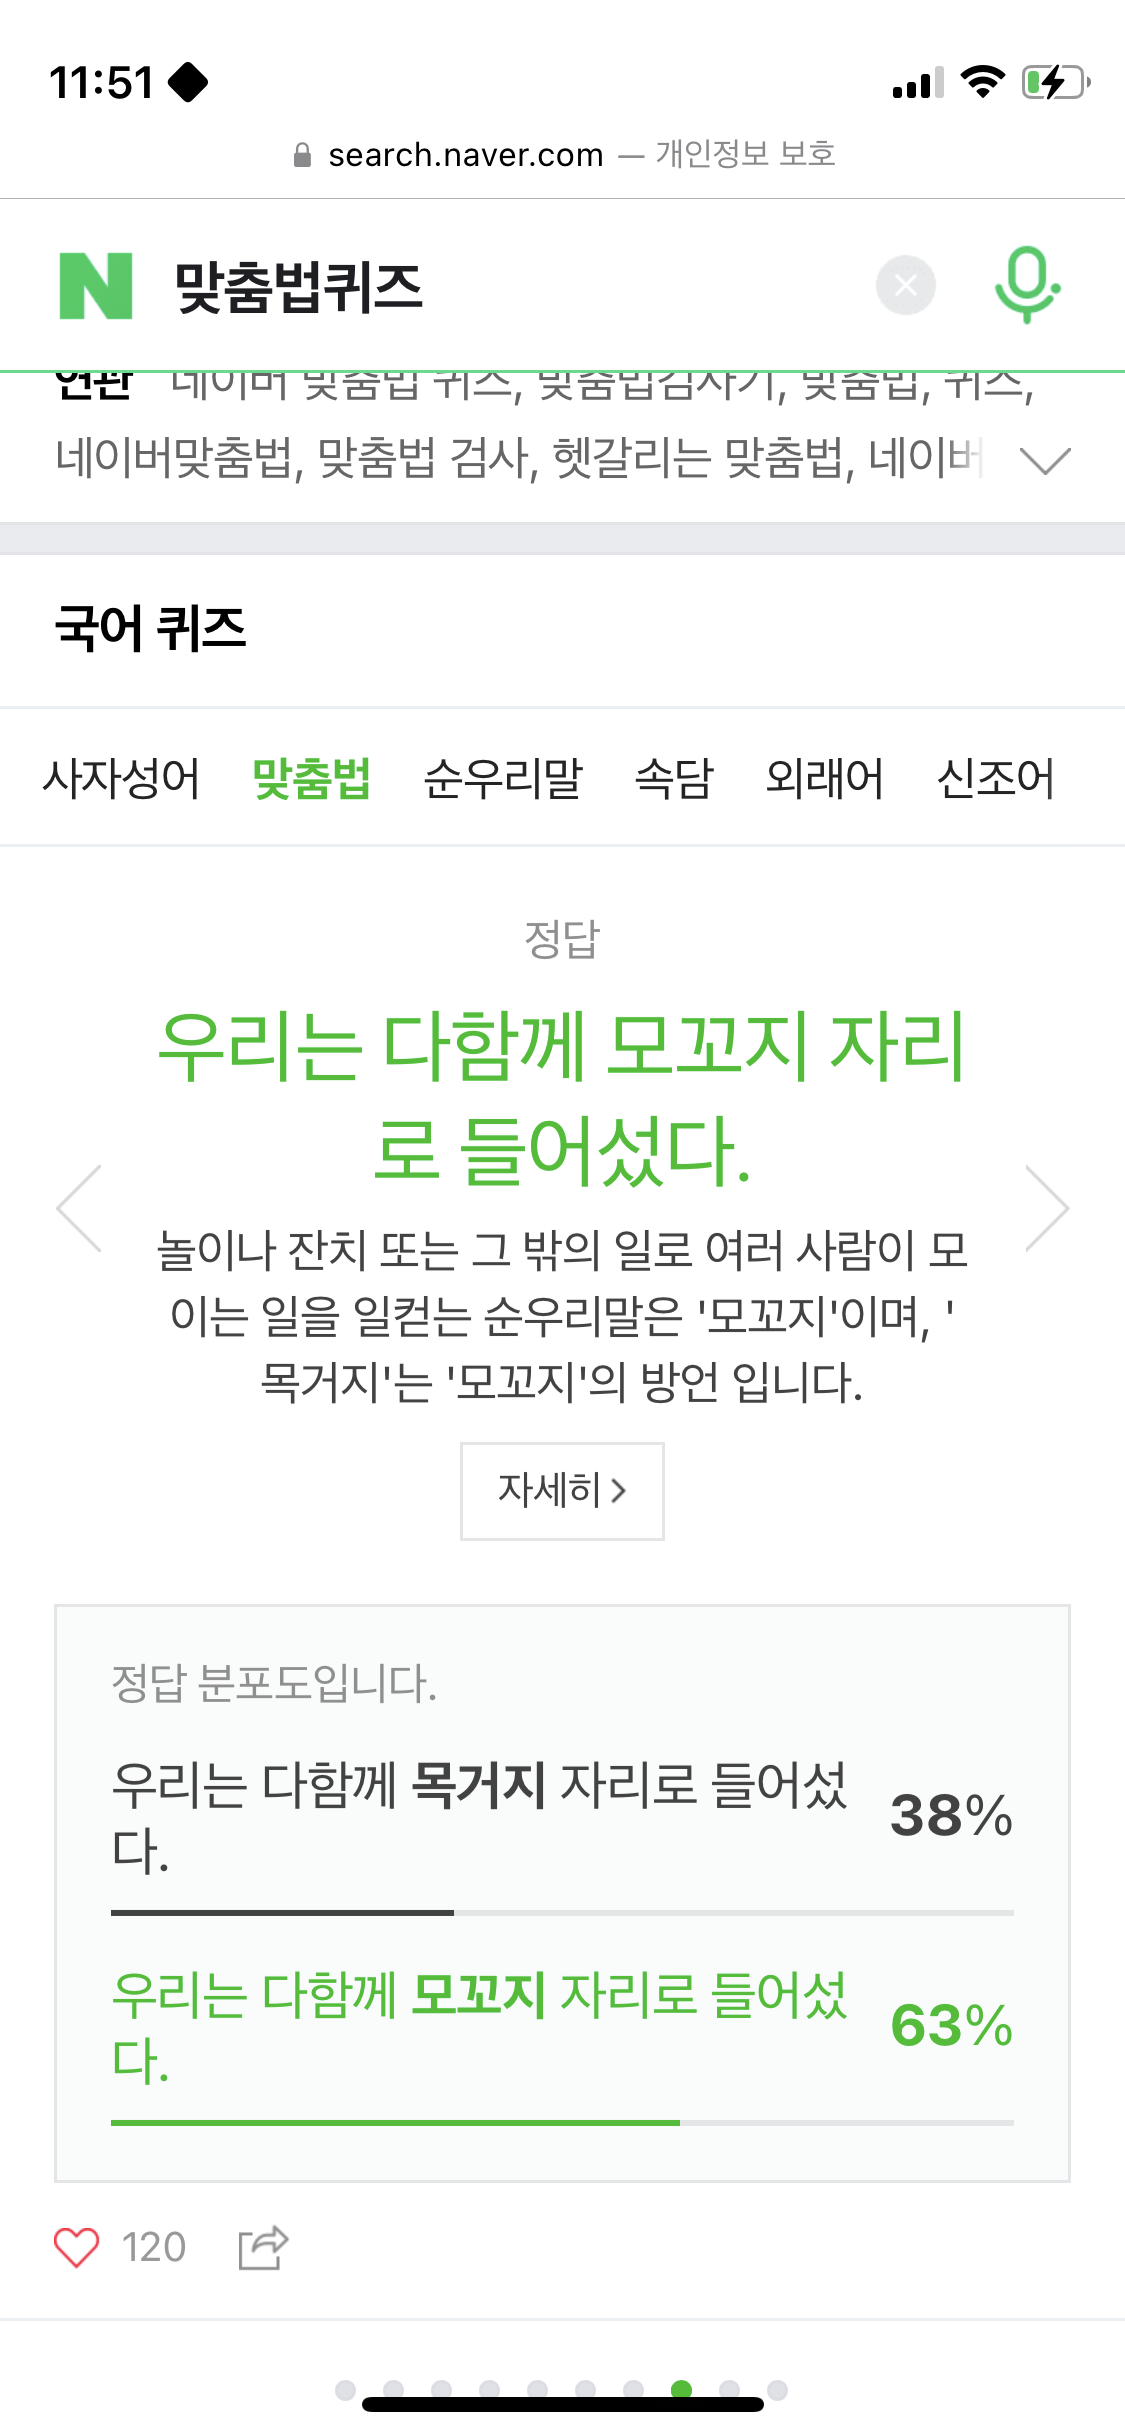 11:51
search.naver.com — 개인정보 보호
N 맞춤법퀴즈
연관 네이버 맞춤법 퀴즈, 맞춤법검사기, 맞춤법, 퀴즈,
네이버맞춤법, 맞춤법 검사, 헷갈리는 맞춤법, 네이버
국어 퀴즈
사자성어 맞춤법 순우리말 속담 외래어 신조어
정답
우리는 다함께 모꼬지 자리
로 들어섰다.
놀이나 잔치 또는 그 밖의 일로 여러 사람이 모
이는 일을 일컫는 순우리말은 '모꼬지'이며, '
목거지'는 '모꼬지'의 방언 입니다.
자세히 >
정답 분포도입니다.
우리는 다함께 목거지 자리로 들어섰
다.
38%
우리는 다함께 모꼬지 자리로 들어섰
다.
63%
120